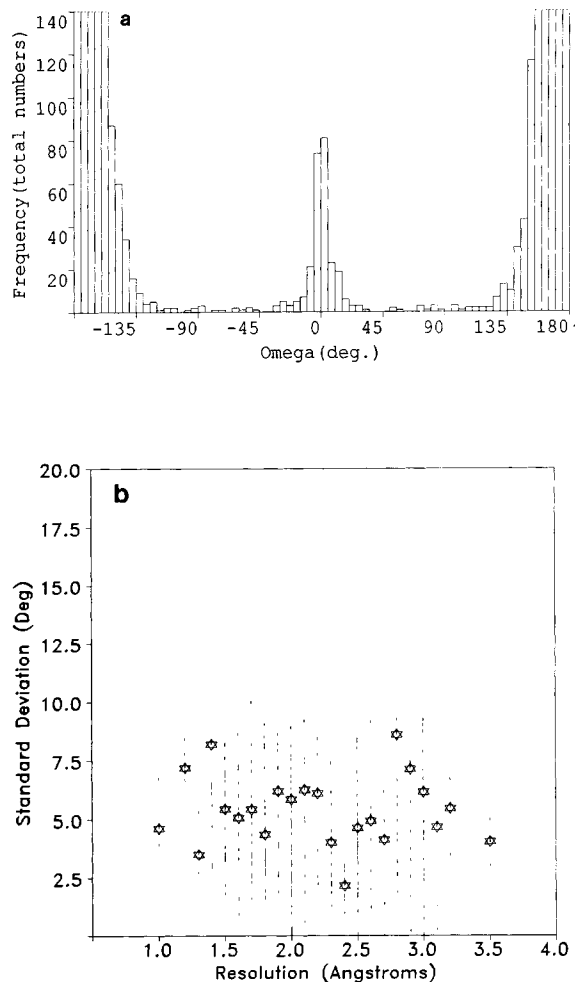 a
Frequency(total numbers)
140
120
100
80
60
40
20
-135 -90 -45 0 45 90 145 180
Omega(deg.)
b
Standard Deviation (Deg)
20.0
17.5
15.0
12.5
10.0
7.5
5.0
2.5
1.0 1.5 2.0 2.5 3.0 3.5 4.0
Resolution (Angstroms)